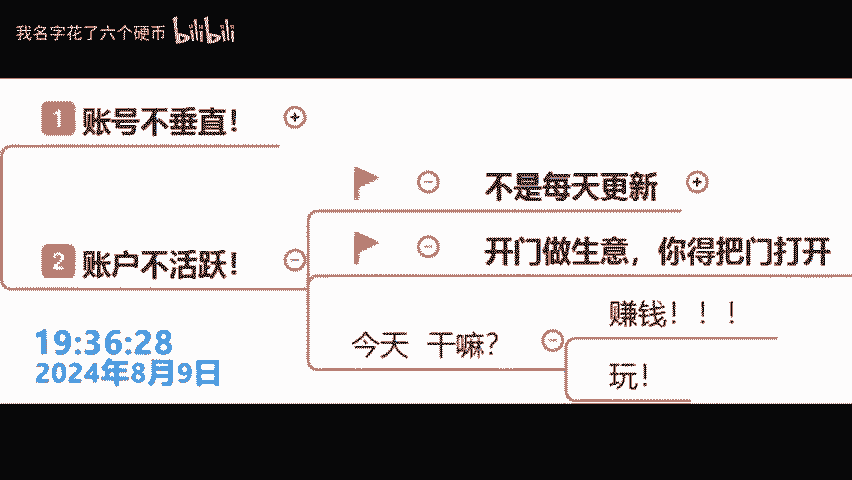 我名字花了六个硬币 bilibili
1 账号不垂直！
不是每天更新
2 账户不活跃！
开门做生意，你得把门打开
今天 干嘛？
赚钱！！！
玩！
19:36:28
2024年8月9日